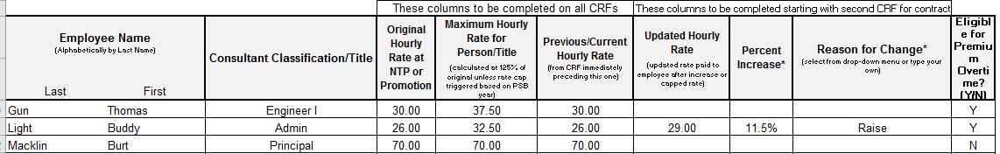 These columns to be completed on all CRFs
These columns to be completed starting with second CRF for contract
Employee Name
(Alphabetically by Last Name)
Last First
Consultant Classification/Title
Original
Hourly
Rate at
NTP or
Promotion
Maximum Hourly
Rate for
Person/Title
(calculated at 125% of
original unless rate cap
triggered based on PSB
year)
Previous/Current
Hourly Rate
(from CRF immediately
preceding this one)
Updated Hourly
Rate
(updated rate paid to
employee after increase or
capped rate)
Percent
Increase*
Reason for Change*
(select from drop-down menu or type your
own)
Eligibl
e for
Premiu
m
Overti
me?
(Y/N)
Gun Thomas Engineer I 30.00 37.50 30.00 Y
Light Buddy Admin 26.00 32.50 26.00 29.00 11.5% Raise Y
Macklin Burt Principal 70.00 70.00 70.00 N